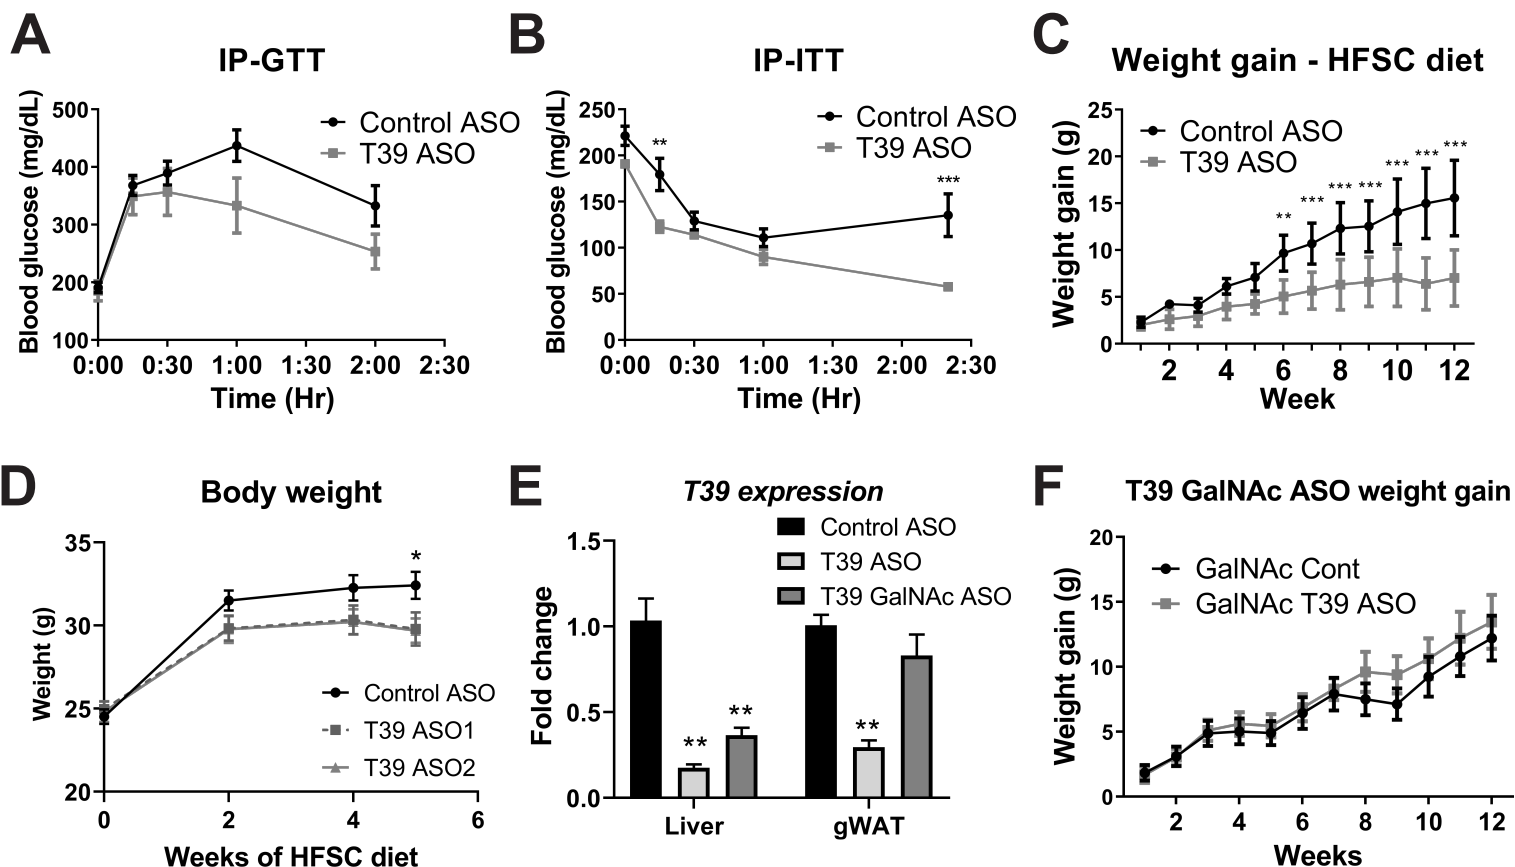 A
IP-GTT
Blood glucose (mg/dL)
500
400
300
200
100
Control ASO
T39 ASO
0:00 0:30 1:00 1:30 2:00 2:30
Time (Hr)
B
IP-ITT
Blood glucose (mg/dL)
250
200
150
100
50
0
Control ASO
T39 ASO
**
***
0:00 0:30 1:00 1:30 2:00 2:30
Time (Hr)
C
Weight gain - HFSC diet
Weight gain (g)
25
20
15
10
5
0
Control ASO
T39 ASO
** *** *** *** *** *** ***
2 4 6 8 10 12
Week
D
Body weight
Weight (g)
35
30
25
20
*
Control ASO
T39 ASO1
T39 ASO2
0 2 4 6
Weeks of HFSC diet
E
T39 expression
Control ASO
T39 ASO
T39 GalNAc ASO
Fold change
1.5
1.0
0.5
0.0
** ** **
Liver gWAT
F
T39 GalNAc ASO weight gain
Weight gain (g)
20
15
10
5
0
GalNAc Cont
GalNAc T39 ASO
2 4 6 8 10 12
Weeks